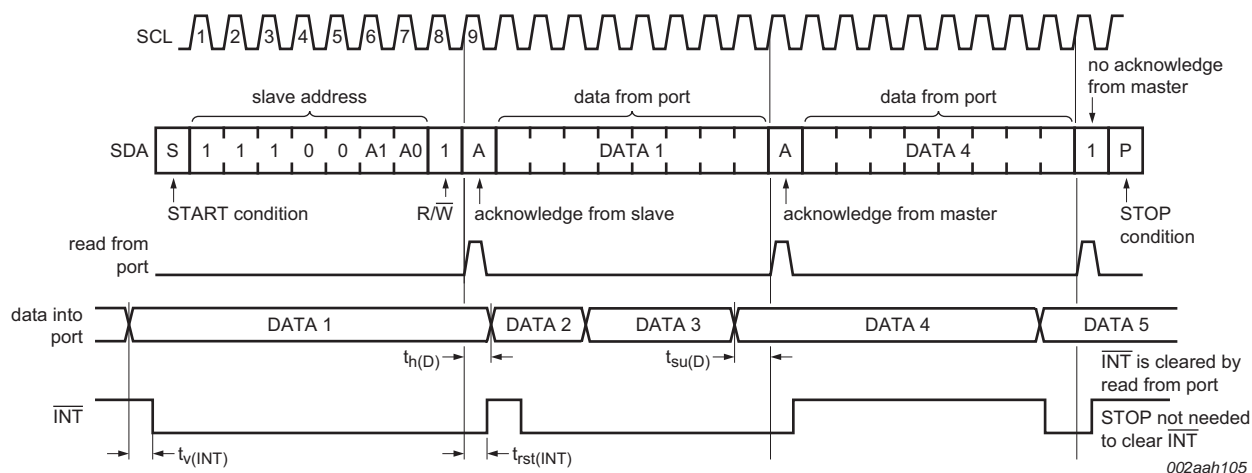 SCL 1 2 3 4 5 6 7 8 9
no acknowledge
from master
slave address data from port data from port
SDA S 1 1 1 0 0 A1 A0 1 A DATA 1 A DATA 4 1 P
START condition R/W̅ acknowledge from slave acknowledge from master STOP
condition
read from
port
data into
port
DATA 1 DATA 2 DATA 3 DATA 4 DATA 5
th(D) tsu(D)
I̅N̅T̅ is cleared by
read from port
I̅N̅T̅
STOP not needed
to clear I̅N̅T̅
tv(INT) trst(INT)
002aah105